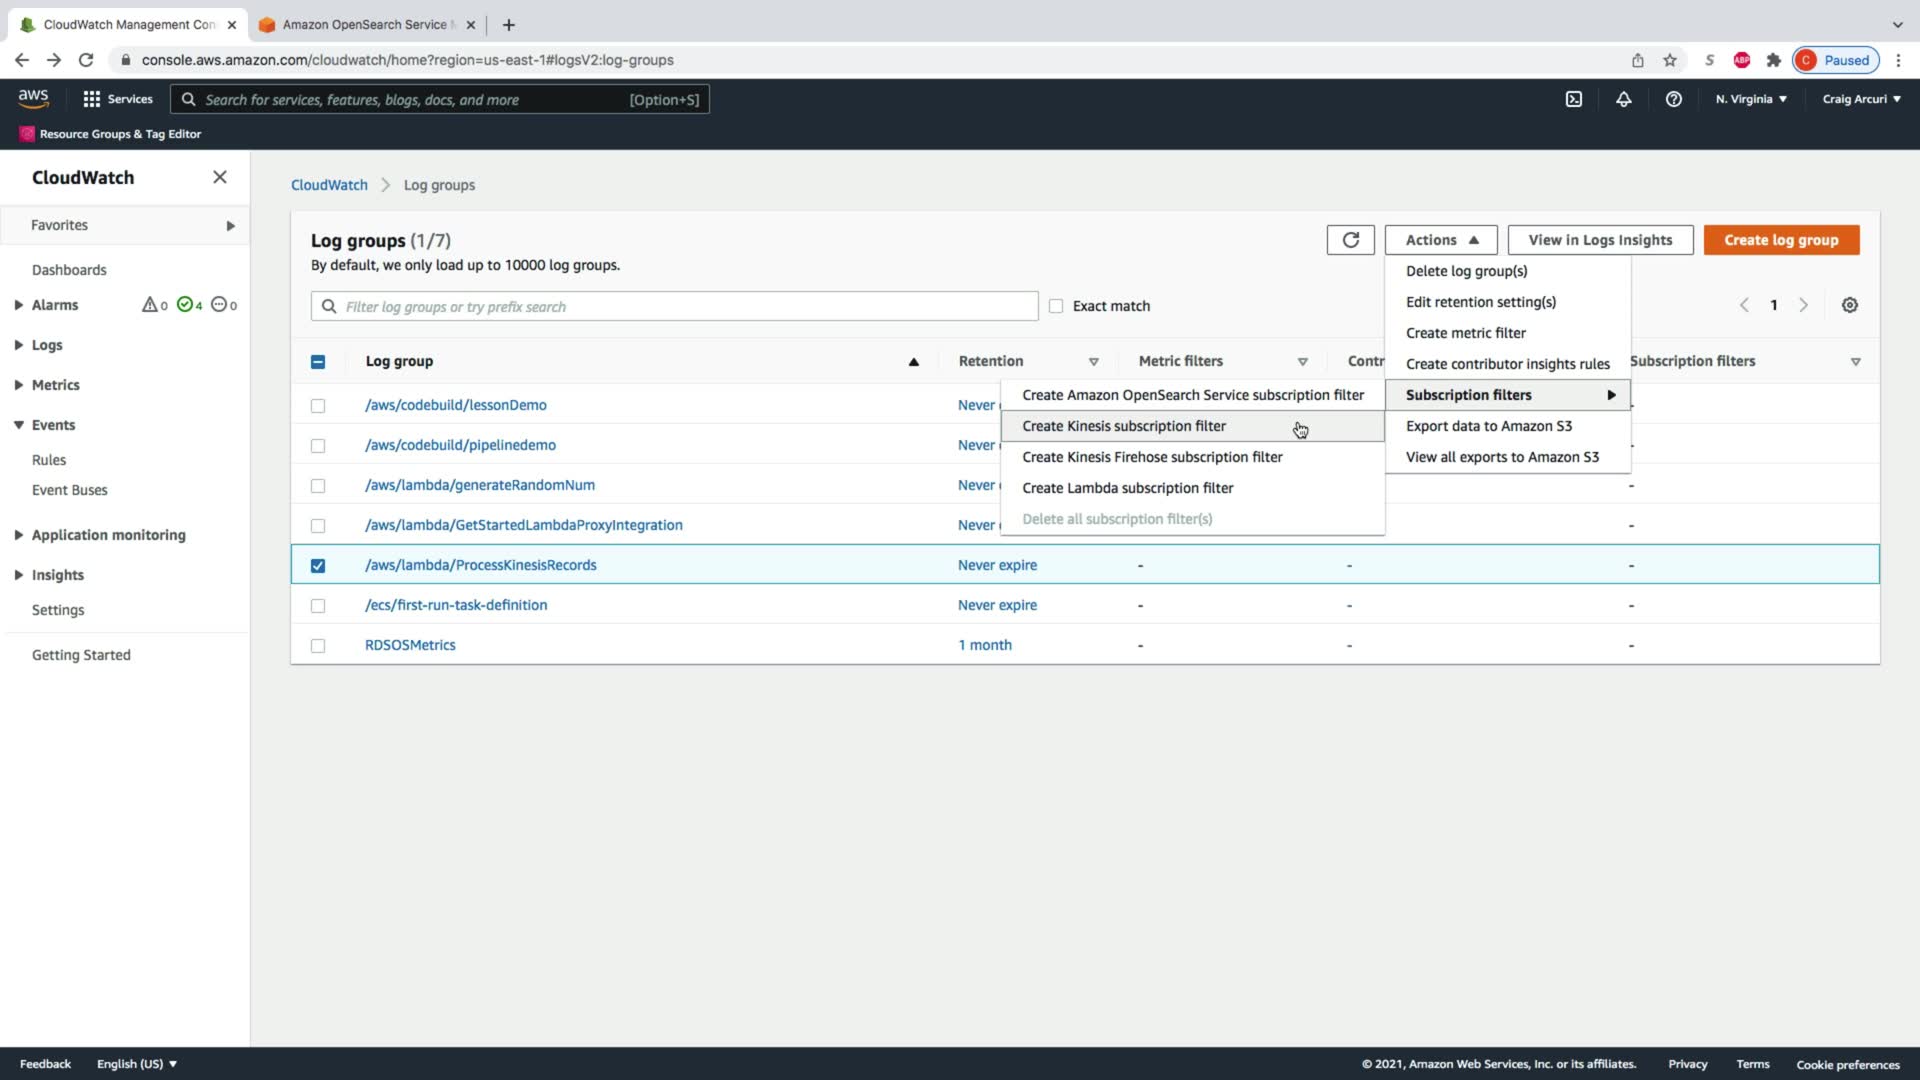 CloudWatch Management Con
Amazon OpenSearch Service
console.aws.amazon.com/cloudwatch/home?region=us-east-1#logsV2:log-groups
S
ABP
C Paused
aws
Services
Search for services, features, blogs, docs, and more [Option+S]
N. Virginia
Craig Arcuri
Resource Groups & Tag Editor
CloudWatch
Favorites
Dashboards
Alarms 0 4 0
Logs
Metrics
Events
Rules
Event Buses
Application monitoring
Insights
Settings
Getting Started
CloudWatch > Log groups
Log groups (1/7)
By default, we only load up to 10000 log groups.
Actions
View in Logs Insights
Create log group
Filter log groups or try prefix search
Exact match
1
Delete log group(s)
Edit retention setting(s)
Create metric filter
Create contributor insights rules
Subscription filters
Export data to Amazon S3
View all exports to Amazon S3
Create Amazon OpenSearch Service subscription filter
Create Kinesis subscription filter
Create Kinesis Firehose subscription filter
Create Lambda subscription filter
Delete all subscription filter(s)
Log group Retention Metric filters Contr Subscription filters
/aws/codebuild/lessonDemo Never
/aws/codebuild/pipelinedemo Never
/aws/lambda/generateRandomNum Never -
/aws/lambda/GetStartedLambdaProxyIntegration Never -
/aws/lambda/ProcessKinesisRecords Never expire - - -
/ecs/first-run-task-definition Never expire - - -
RDSOSMetrics 1 month - - -
Feedback English (US)
© 2021, Amazon Web Services, Inc. or its affiliates. Privacy Terms Cookie preferences